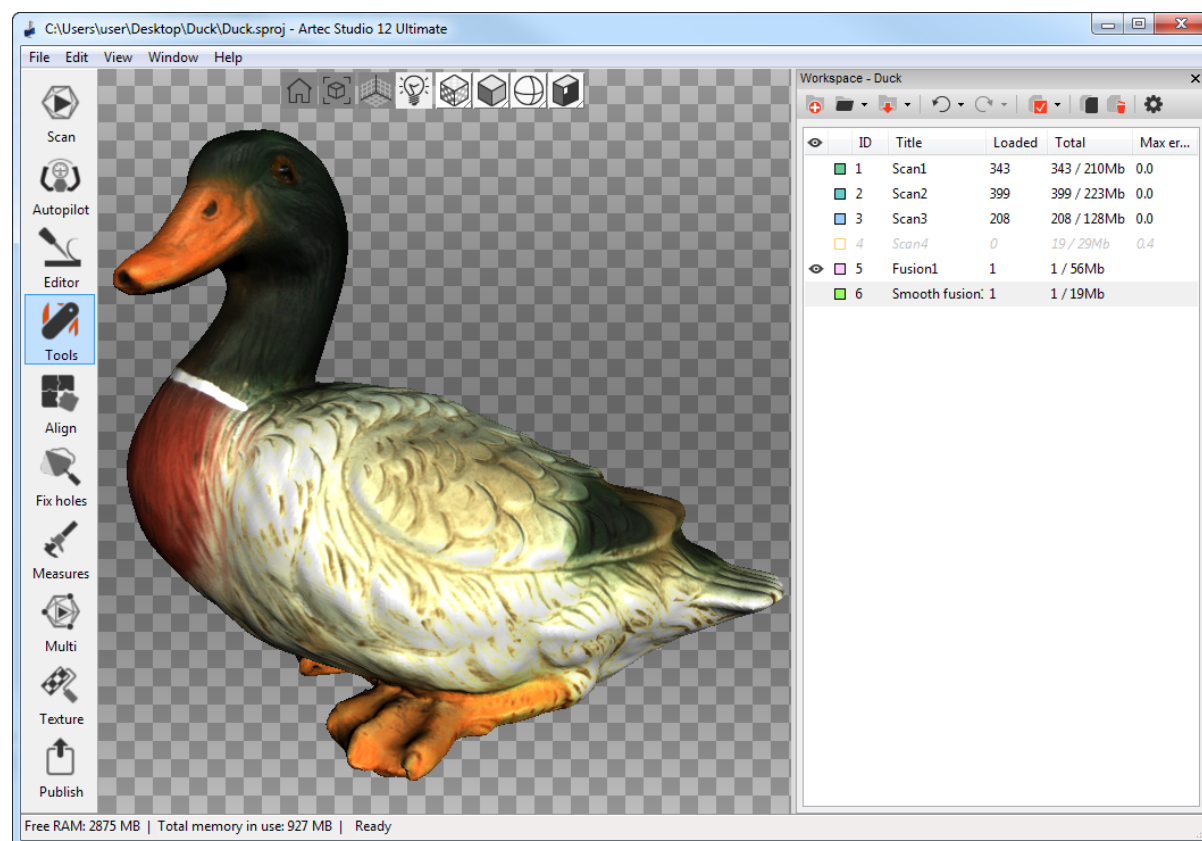 C:\Users\user\Desktop\Duck\Duck.sproj - Artec Studio 12 Ultimate
File Edit View Window Help
Scan
Autopilot
Editor
Tools
Align
Fix holes
Measures
Multi
Texture
Publish
Workspace - Duck
ID Title Loaded Total Max er...
1 Scan1 343 343 / 210Mb 0.0
2 Scan2 399 399 / 223Mb 0.0
3 Scan3 208 208 / 128Mb 0.0
4 Scan4 0 19 / 29Mb 0.4
5 Fusion1 1 1 / 56Mb
6 Smooth fusion 1 1 / 19Mb
Free RAM: 2875 MB | Total memory in use: 927 MB | Ready